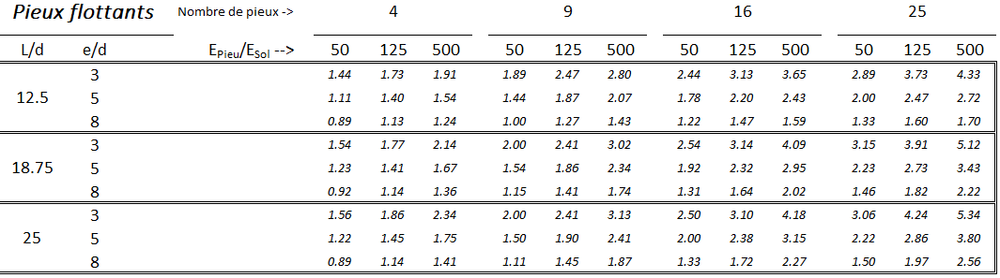 Pieux flottants Nombre de pieux -> 4 9 16 25
L/d e/d EPieu/ESol --> 50 125 500 50 125 500 50 125 500 50 125 500
3 1.44 1.73 1.91 1.89 2.47 2.80 2.44 3.13 3.65 2.89 3.73 4.33
12.5 5 1.11 1.40 1.54 1.44 1.87 2.07 1.78 2.20 2.43 2.00 2.47 2.72
8 0.89 1.13 1.24 1.00 1.27 1.43 1.22 1.47 1.59 1.33 1.60 1.70
3 1.54 1.77 2.14 2.00 2.41 3.02 2.54 3.14 4.09 3.15 3.91 5.12
18.75 5 1.23 1.41 1.67 1.54 1.86 2.34 1.92 2.32 2.95 2.23 2.73 3.43
8 0.92 1.14 1.36 1.15 1.41 1.74 1.31 1.64 2.02 1.46 1.82 2.22
3 1.56 1.86 2.34 2.00 2.41 3.13 2.50 3.10 4.18 3.06 4.24 5.34
25 5 1.22 1.45 1.75 1.50 1.90 2.41 2.00 2.38 3.15 2.22 2.86 3.80
8 0.89 1.14 1.41 1.11 1.45 1.87 1.33 1.72 2.27 1.50 1.97 2.56